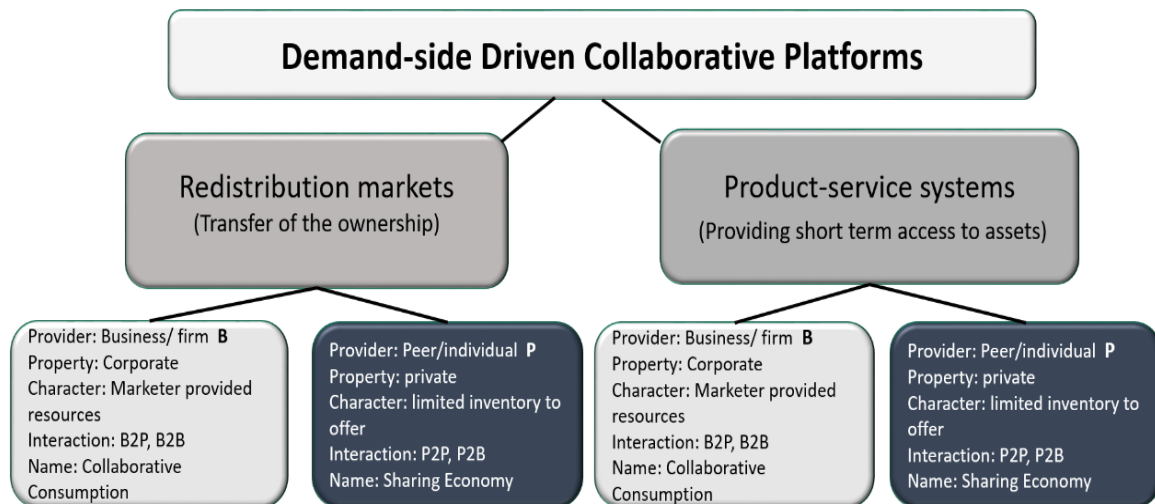 Demand-side Driven Collaborative Platforms
Redistribution markets
(Transfer of the ownership)
Product-service systems
(Providing short term access to assets)
Provider: Business/ firm B
Property: Corporate
Character: Marketer provided
resources
Interaction: B2P, B2B
Name: Collaborative
Consumption
Provider: Peer/individual P
Property: private
Character: limited inventory to
offer
Interaction: P2P, P2B
Name: Sharing Economy
Provider: Business/ firm B
Property: Corporate
Character: Marketer provided
resources
Interaction: B2P, B2B
Name: Collaborative
Consumption
Provider: Peer/individual P
Property: private
Character: limited inventory to
offer
Interaction: P2P, P2B
Name: Sharing Economy